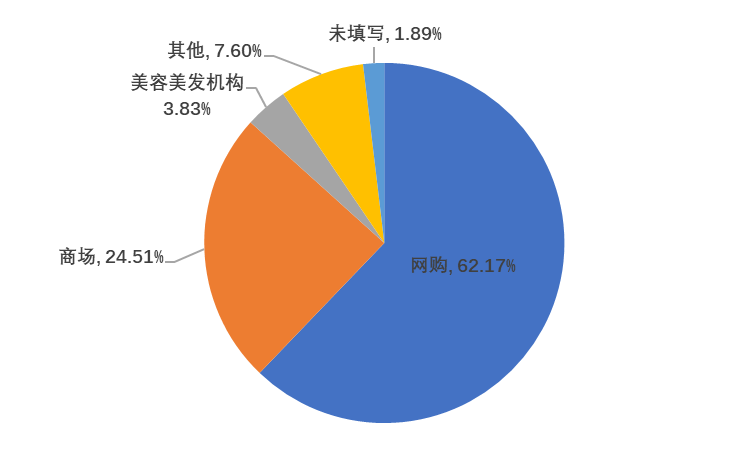 未填写, 1.89%
其他, 7.60%
美容美发机构
3.83%
商场, 24.51%
网购, 62.17%